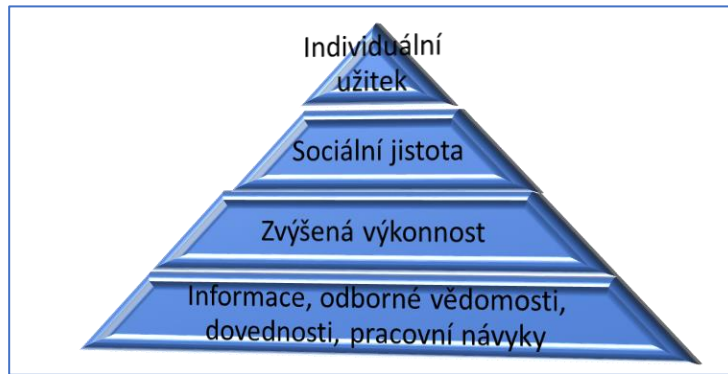 Individuální
užitek
Sociální jistota
Zvýšená výkonnost
Informace, odborné vědomosti,
dovednosti, pracovní návyky